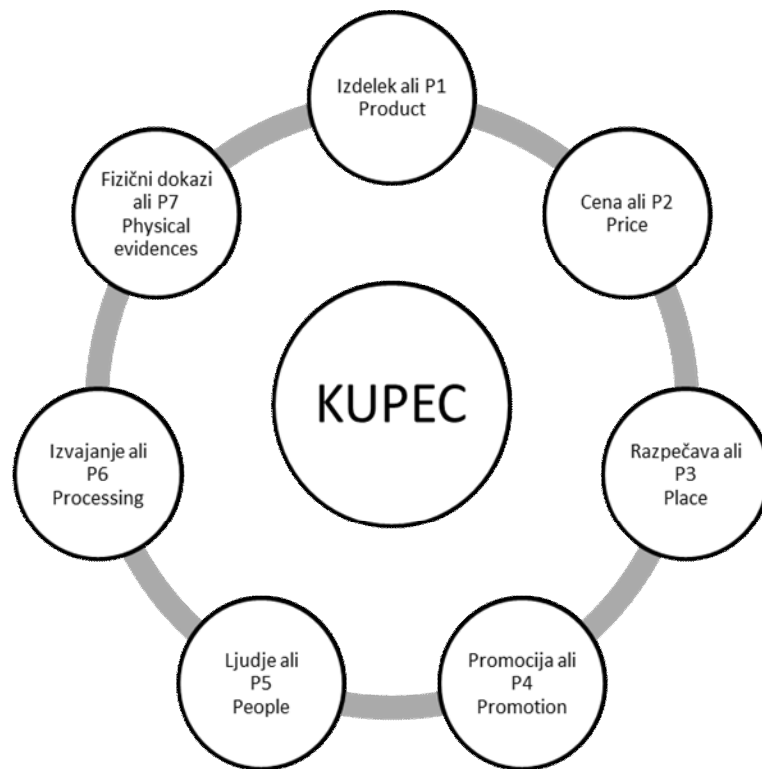 Izdelek ali P1
Product
Cena ali P2
Price
Razpečava ali
P3
Place
Promocija ali
P4
Promotion
Ljudje ali
P5
People
Izvajanje ali
P6
Processing
Fizični dokazi
ali P7
Physical
evidences
KUPEC